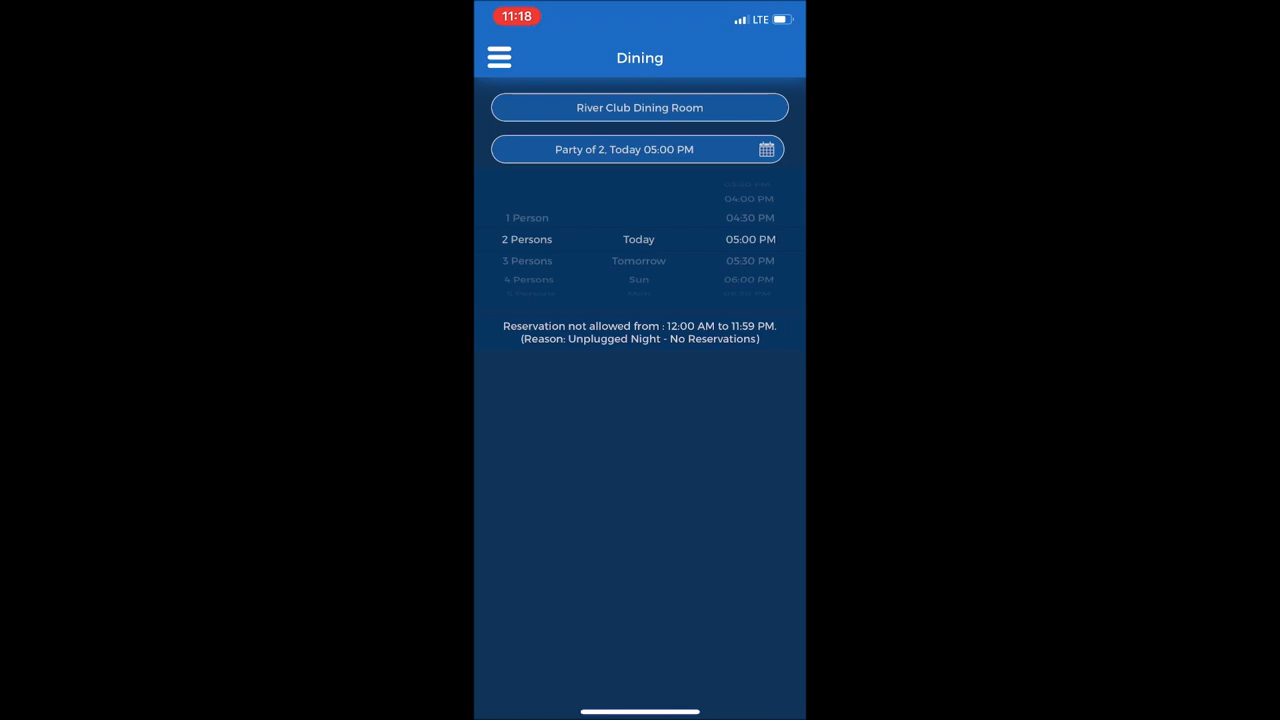 11:18
LTE
Dining
River Club Dining Room
Party of 2, Today 05:00 PM
04:00 PM
1 Person 04:30 PM
2 Persons Today 05:00 PM
3 Persons Tomorrow 05:30 PM
4 Persons Sun 06:00 PM
Reservation not allowed from : 12:00 AM to 11:59 PM.
(Reason: Unplugged Night - No Reservations)